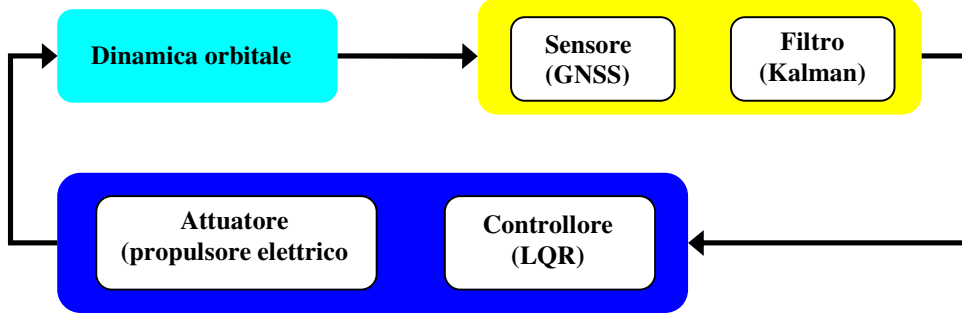 Dinamica orbitale
Sensore
(GNSS)
Filtro
(Kalman)
Attuatore
(propulsore elettrico
Controllore
(LQR)